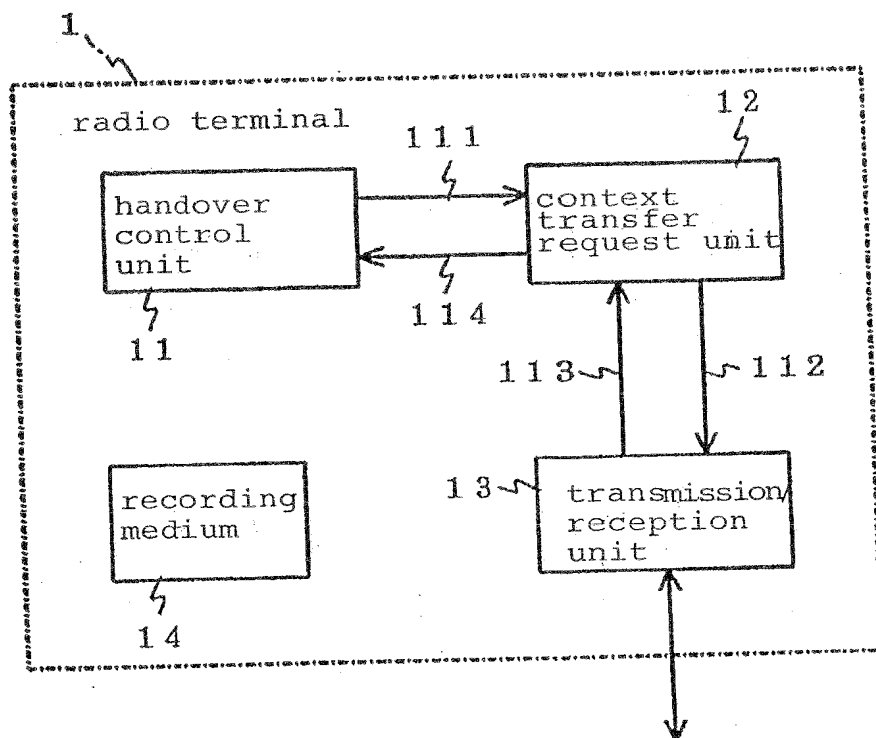 1
radio terminal
111
12
handover
control
unit
context
transfer
request unit
114
11
113
112
recording
medium
13
transmission/
reception
unit
14